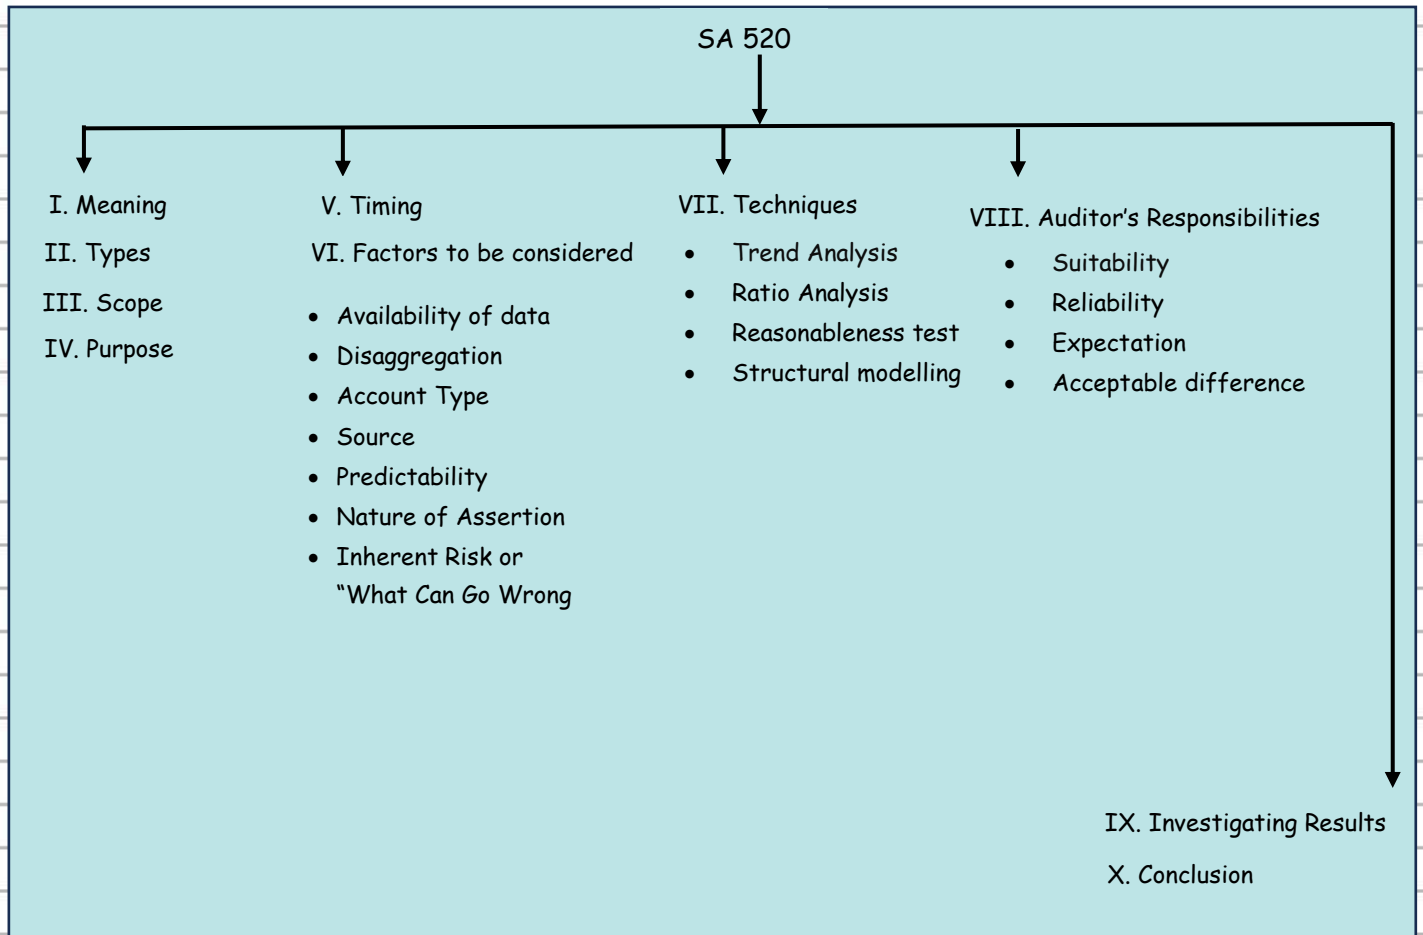 SA 520
I. Meaning
II. Types
III. Scope
IV. Purpose
V. Timing
VI. Factors to be considered
• Availability of data
• Disaggregation
• Account Type
• Source
• Predictability
• Nature of Assertion
• Inherent Risk or
“What Can Go Wrong
VII. Techniques
• Trend Analysis
• Ratio Analysis
• Reasonableness test
• Structural modelling
VIII. Auditor’s Responsibilities
• Suitability
• Reliability
• Expectation
• Acceptable difference
IX. Investigating Results
X. Conclusion